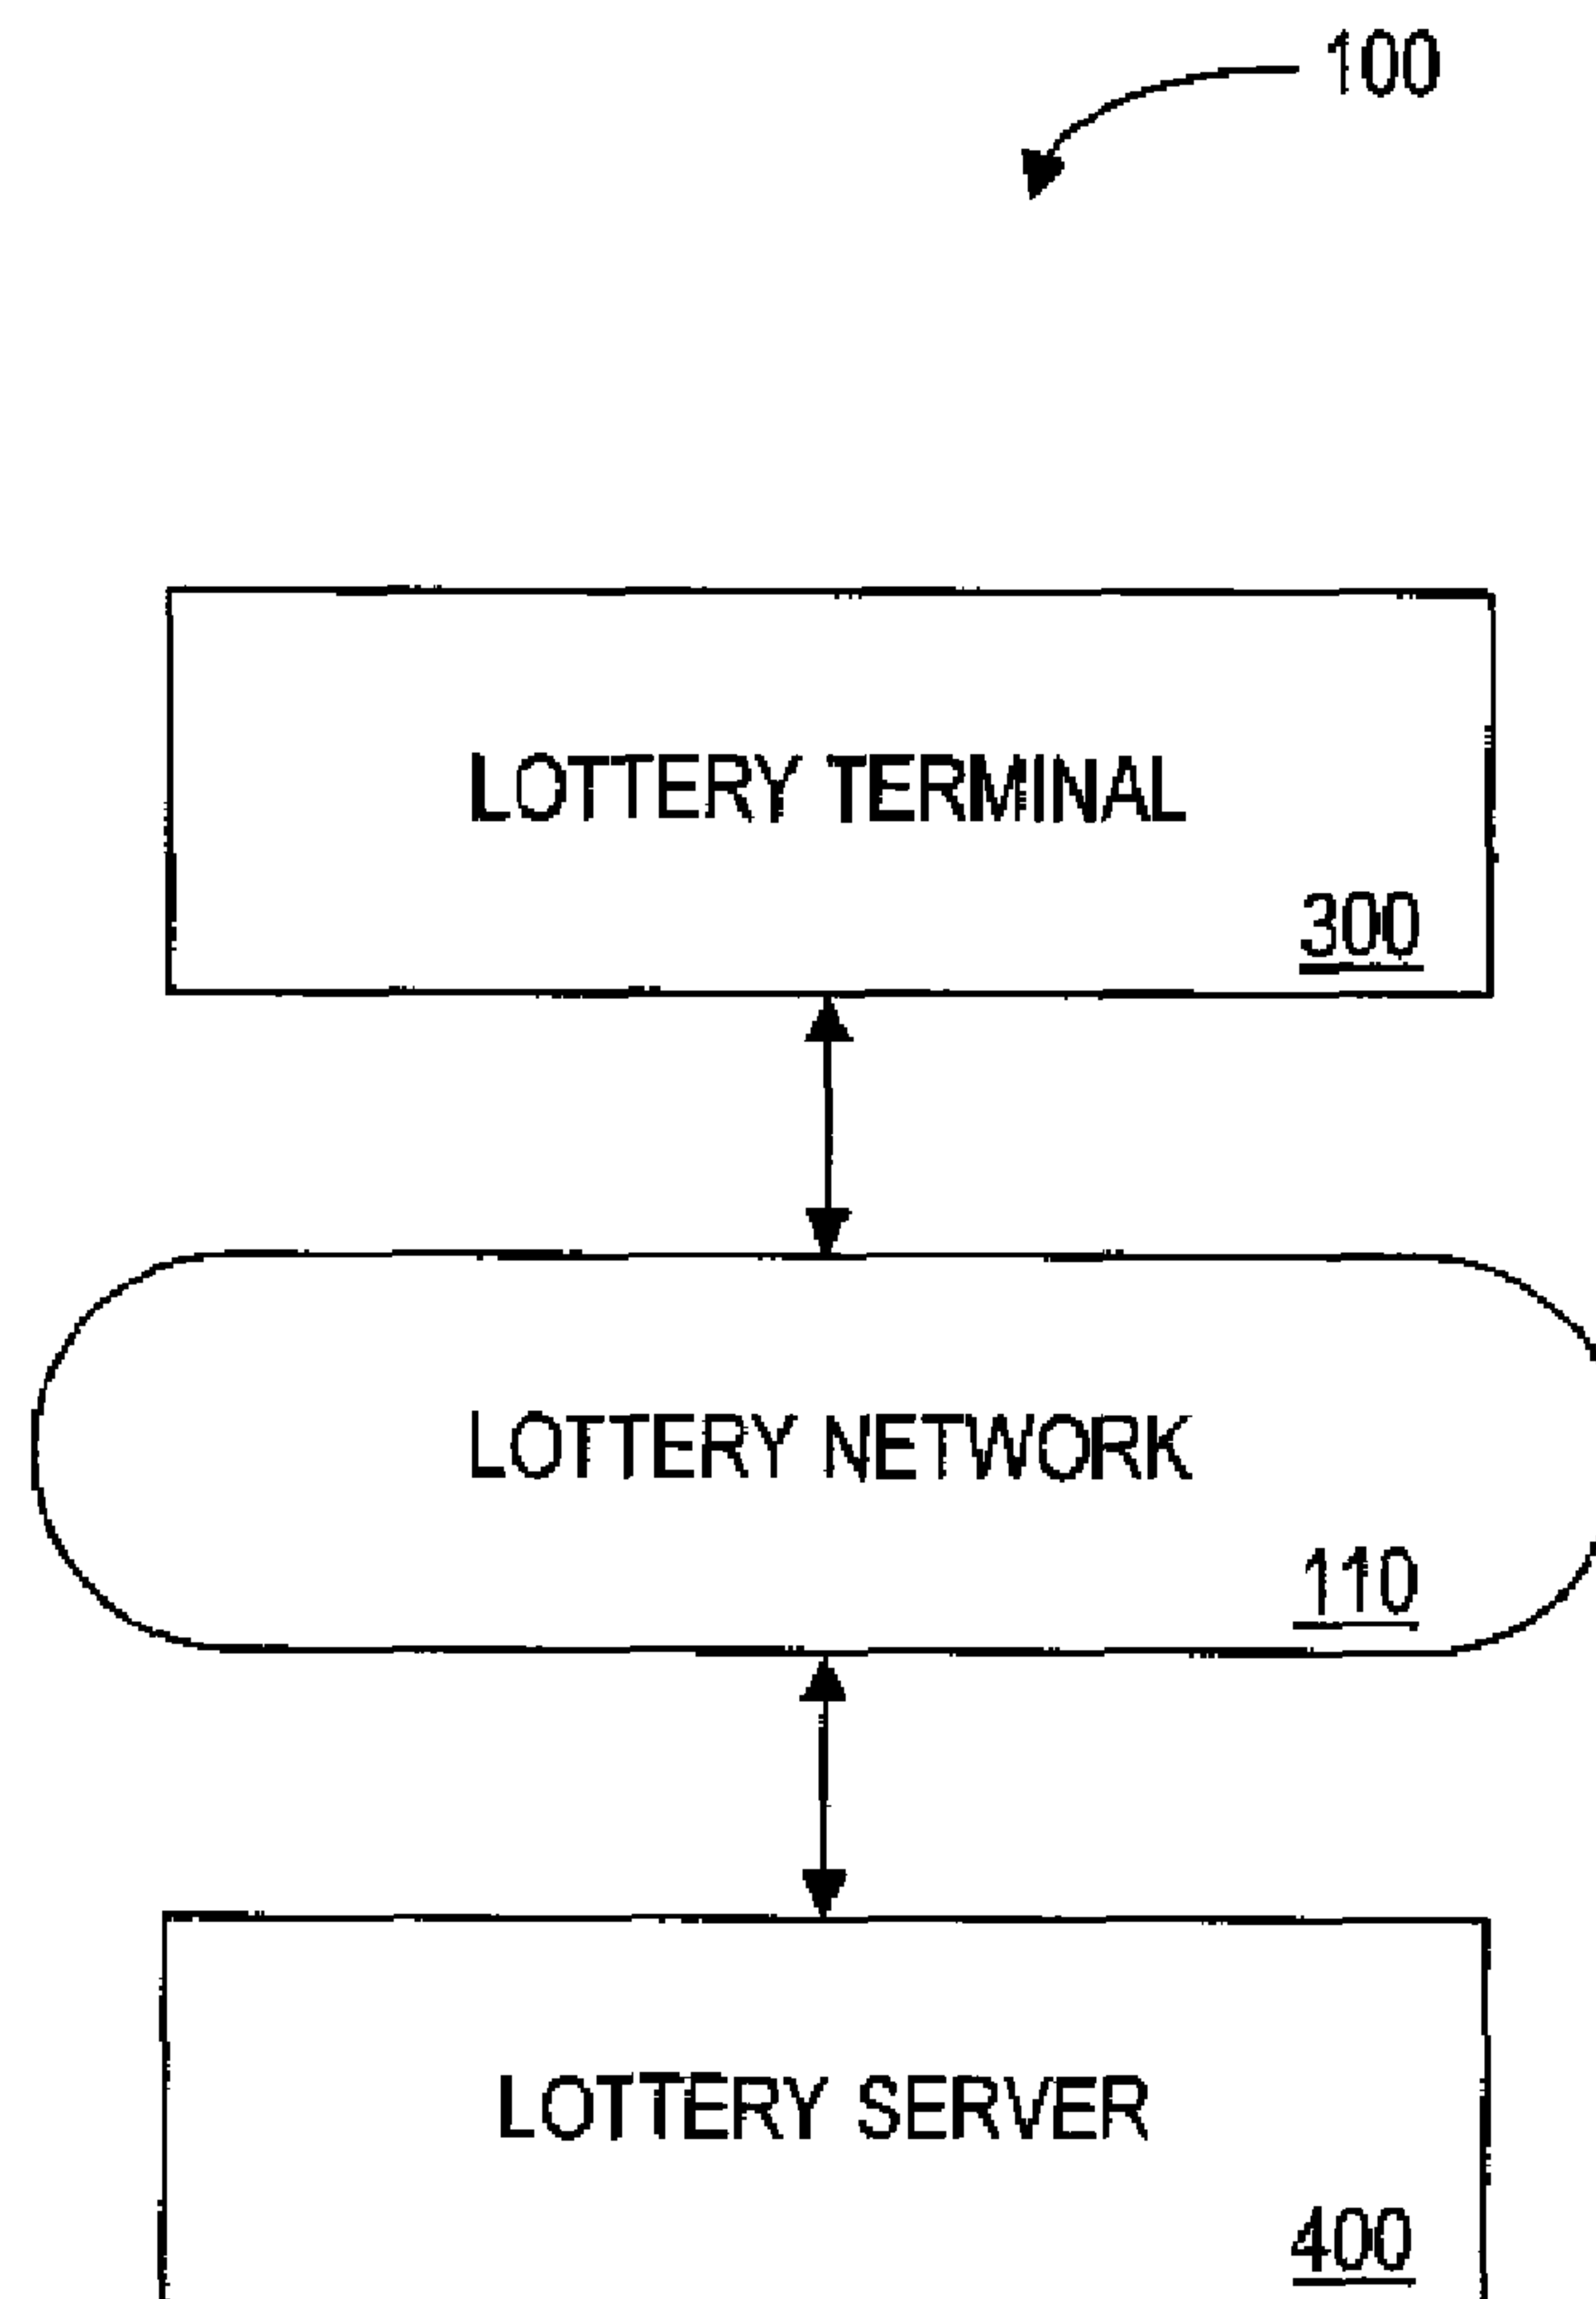 100
LOTTERY TERMINAL
300
LOTTERY NETWORK
110
LOTTERY SERVER
400